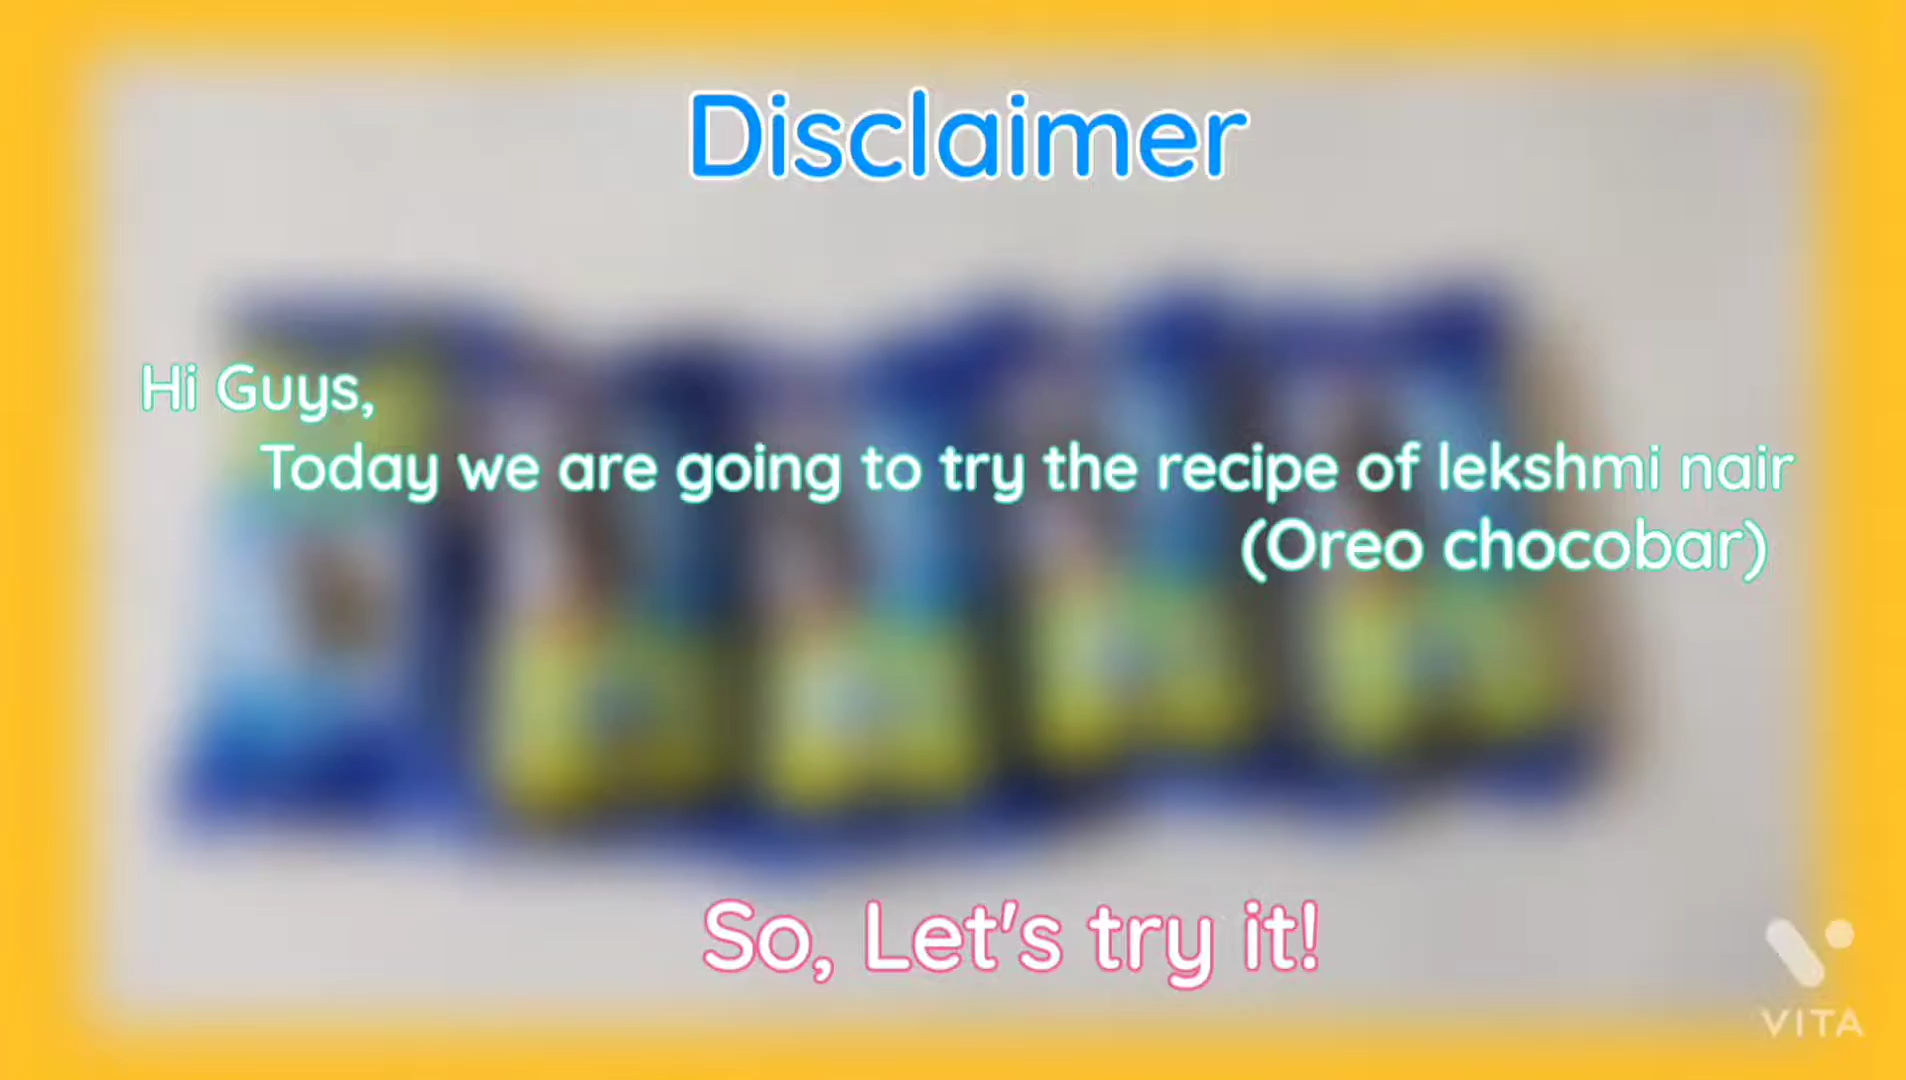 Disclaimer
Hi Guys,
Today we are going to try the recipe of lekshmi nair
(Oreo chocobar)
So, Let's try it!
VITA